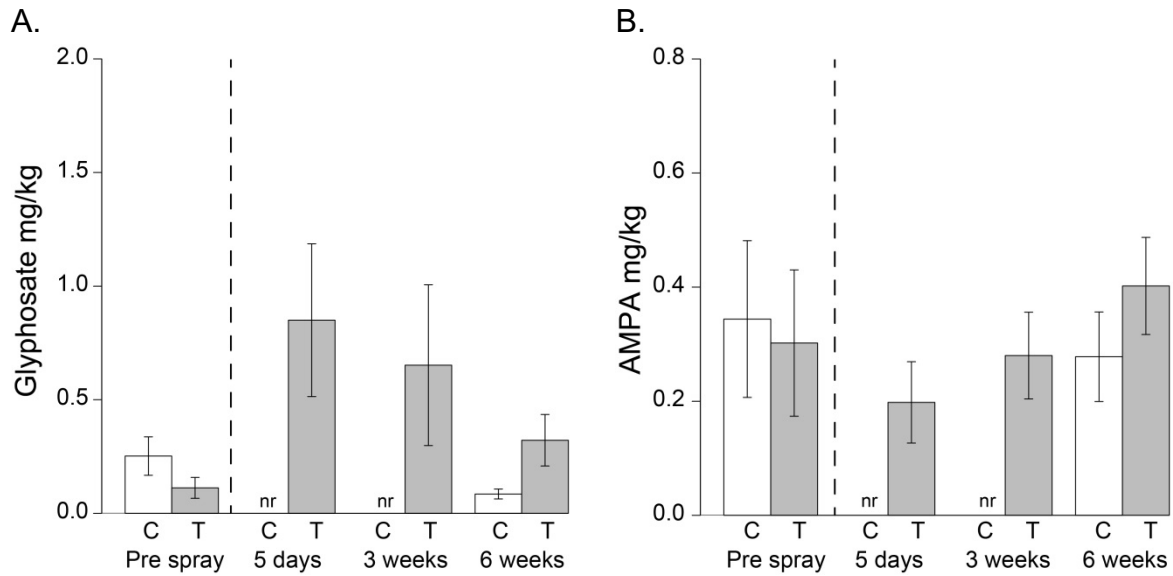 A.
Glyphosate mg/kg
2.0
1.5
1.0
0.5
0.0
nr
nr
C T C T C T C T
Pre spray 5 days 3 weeks 6 weeks
B.
AMPA mg/kg
0.8
0.6
0.4
0.2
0.0
nr
nr
C T C T C T C T
Pre spray 5 days 3 weeks 6 weeks